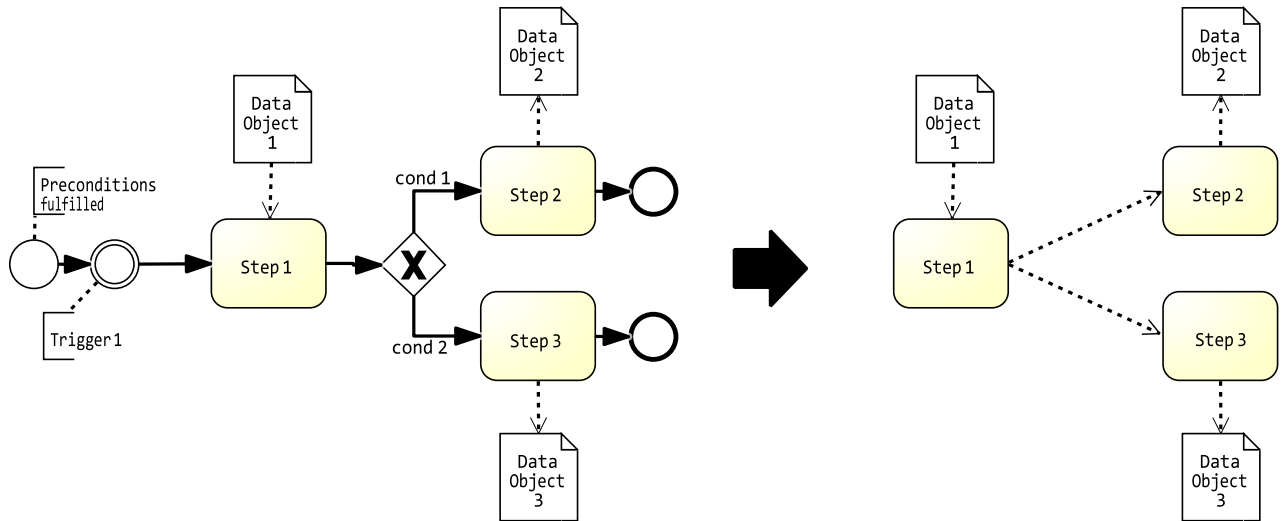 Data
Object
2
Data
Object
1
Preconditions
fulfilled
cond 1
Step 2
Step 1
X
Trigger 1
cond 2
Step 3
Data
Object
3
Data
Object
2
Data
Object
1
Step 2
Step 1
Step 3
Data
Object
3